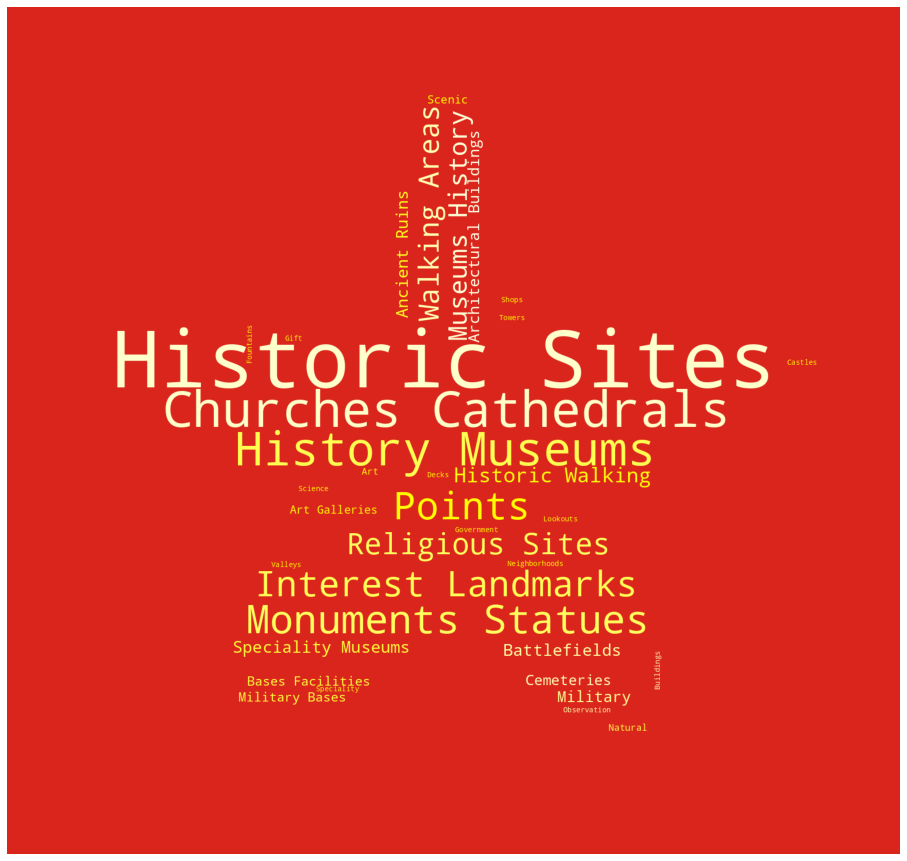 Scenic
Walking Areas
Museums History
Architectural Buildings
Ancient Ruins
Shops
Towers
Fountains
Gift
Historic Sites
Castles
Churches Cathedrals
History Museums
Art
Decks
Historic Walking
Science
Points
Art Galleries
Lookouts
Government
Religious Sites
Valleys
Neighborhoods
Interest Landmarks
Monuments Statues
Speciality Museums
Battlefields
Buildings
Bases Facilities
Cemeteries
Speciality
Military Bases
Military
Observation
Natural